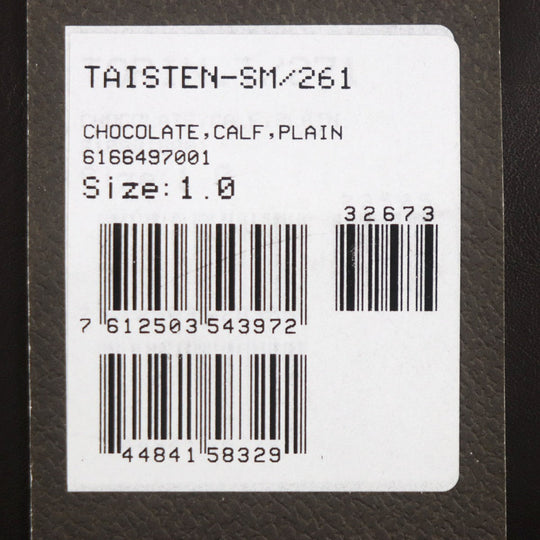 TAISTEN-SM/261
CHOCOLATE,CALF,PLAIN
6166497001
Size:1.0
32673
7 612503 543972
44841 58329